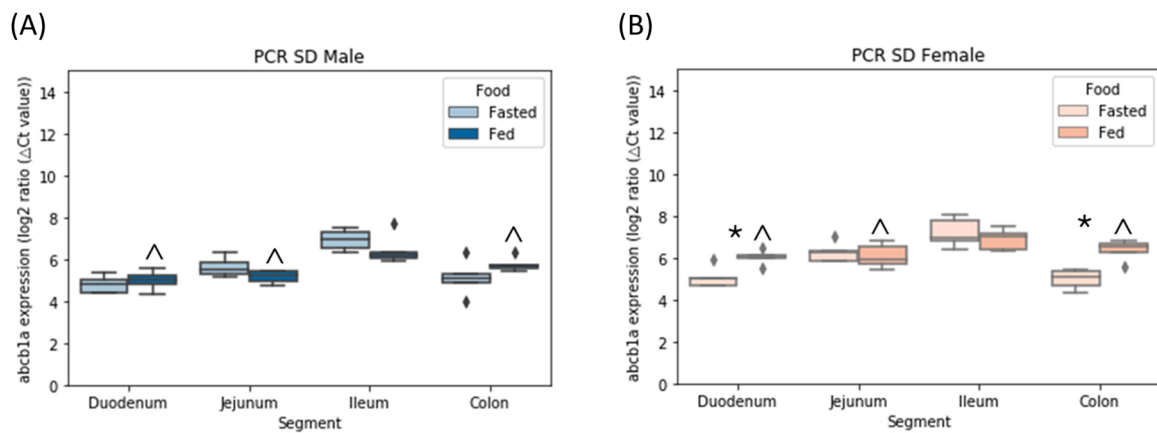 (A)
PCR SD Male
abcb1a expression (log2 ratio (△Ct value))
14
12
10
8
6
4
2
0
Food
Fasted
Fed
^
^
^
Duodenum Jejunum Ileum Colon
Segment
(B)
PCR SD Female
abcb1a expression (log2 ratio (△Ct value))
14
12
10
8
6
4
2
0
Food
Fasted
Fed
* ^
^
* ^
Duodenum Jejunum Ileum Colon
Segment